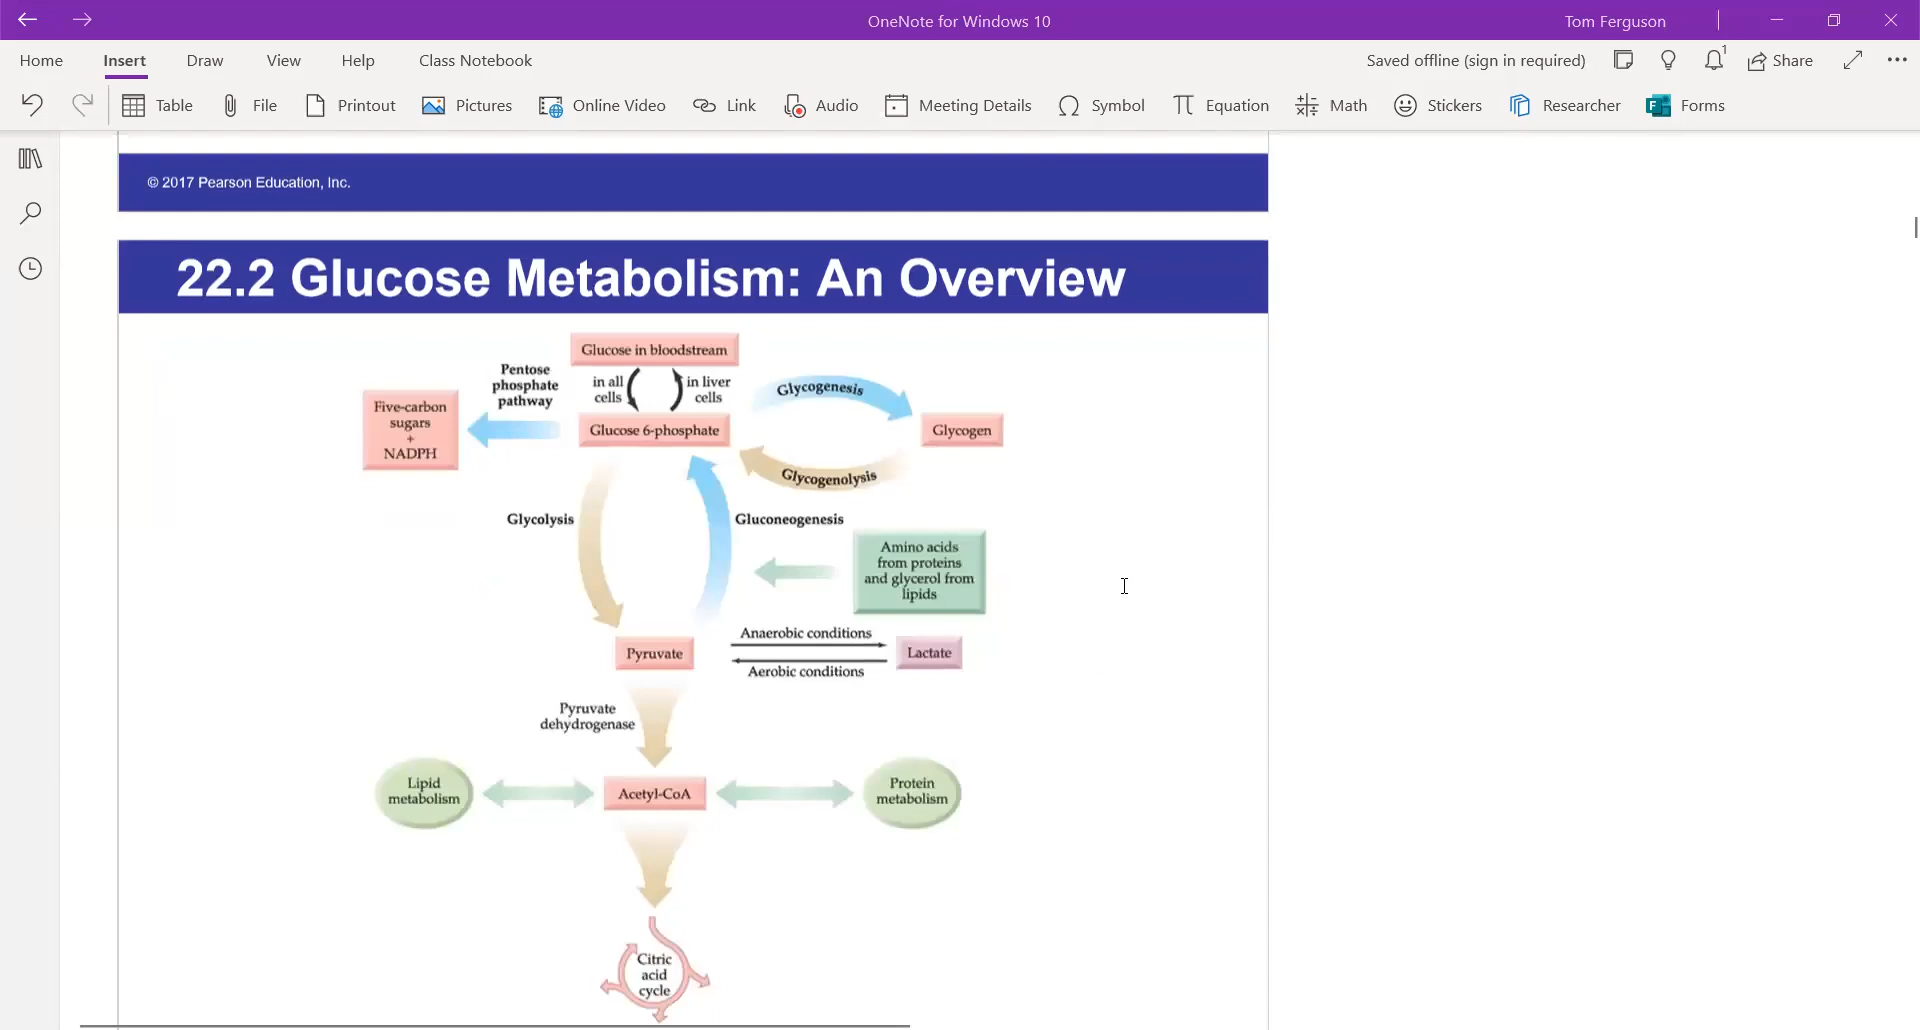 OneNote for Windows 10
Tom Ferguson
Home Insert Draw View Help Class Notebook
Saved offline (sign in required)
1
Share
Table File Printout Pictures Online Video Link Audio Meeting Details Symbol Equation Math Stickers Researcher Forms
© 2017 Pearson Education, Inc.
22.2 Glucose Metabolism: An Overview
Glucose in bloodstream
Pentose
phosphate
pathway
in all
cells
in liver
cells
Glycogenesis
Five-carbon
sugars
+
NADPH
Glucose 6-phosphate
Glycogen
Glycogenolysis
Glycolysis
Gluconeogenesis
Amino acids
from proteins
and glycerol from
lipids
Anaerobic conditions
Pyruvate
Lactate
Aerobic conditions
Pyruvate
dehydrogenase
Lipid
metabolism
Acetyl-CoA
Protein
metabolism
Citric
acid
cycle